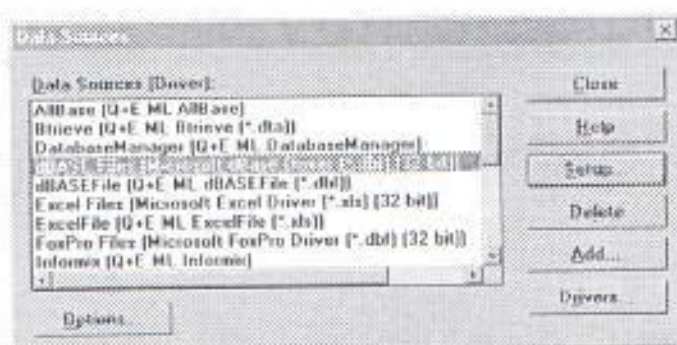 Data Sources
Data Sources (Driver):
AllBase (Q+E ML AllBase)
Btrieve (Q+E ML Btrieve (*.dta))
DatabaseManager (Q+E ML DatabaseManager)
dBASEFile (Q+E ML dBASEFile (*.dbf))
Excel Files (Microsoft Excel Driver (*.xls) (32 bit))
ExcelFile (Q+E ML ExcelFile (*.xls))
FoxPro Files (Microsoft FoxPro Driver (*.dbf) (32 bit))
Informix (Q+E ML Informix)
Close
Help
Setup...
Delete
Add...
Drivers...
Options...